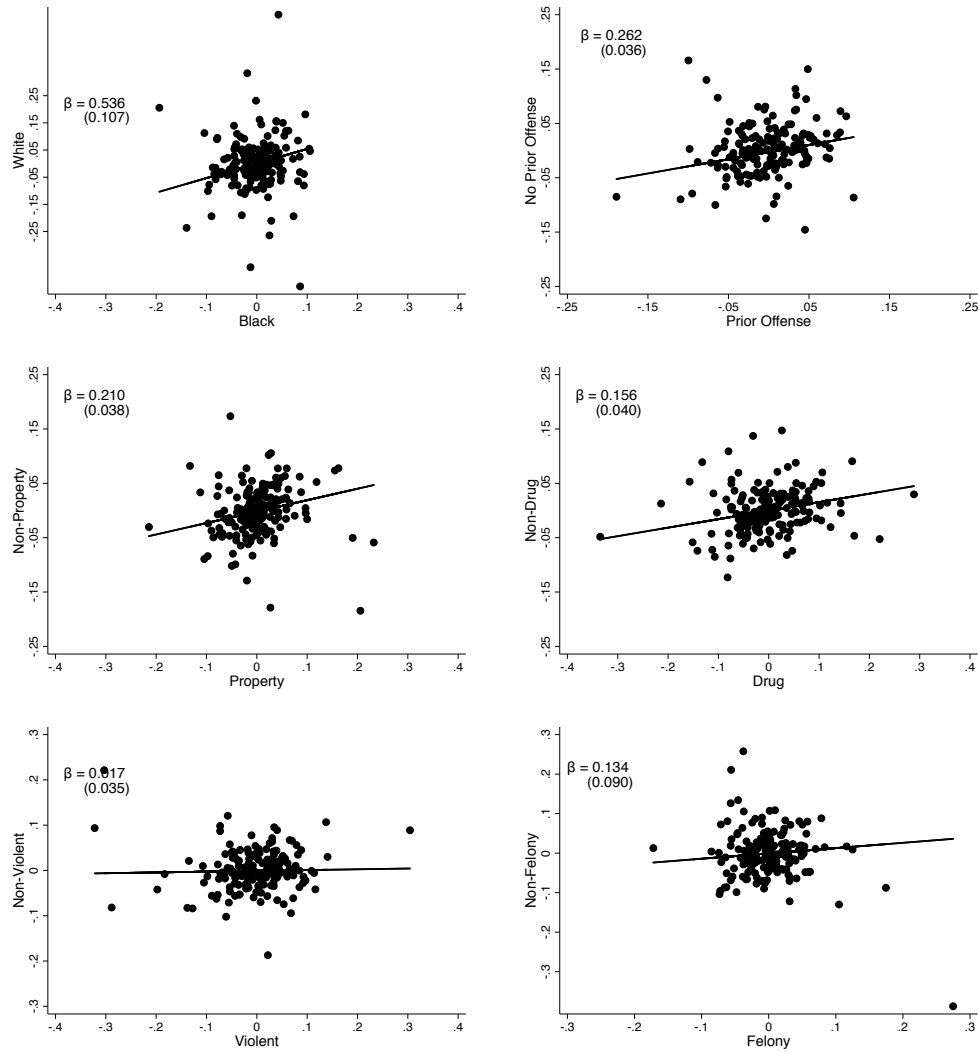 β = 0.536
(0.107)
White
.25
.15
.05
-.05
-.15
-.25
-.4 -.3 -.2 -.1 0 .1 .2 .3 .4
Black
β = 0.262
(0.036)
No Prior Offense
.25
.15
.05
-.05
-.15
-.25
-.25 -.15 -.05 .05 .15 .25
Prior Offense
β = 0.210
(0.038)
Non-Property
.25
.15
.05
-.05
-.15
-.25
-.4 -.3 -.2 -.1 0 .1 .2 .3 .4
Property
β = 0.156
(0.040)
Non-Drug
.25
.15
.05
-.05
-.15
-.25
-.4 -.3 -.2 -.1 0 .1 .2 .3 .4
Drug
β = 0.017
(0.035)
Non-Violent
.3
.2
.1
0
-.1
-.2
-.3
-.4 -.3 -.2 -.1 0 .1 .2 .3 .4
Violent
β = 0.134
(0.090)
Non-Felony
.3
.2
.1
0
-.1
-.2
-.3
-.3 -.2 -.1 0 .1 .2 .3
Felony